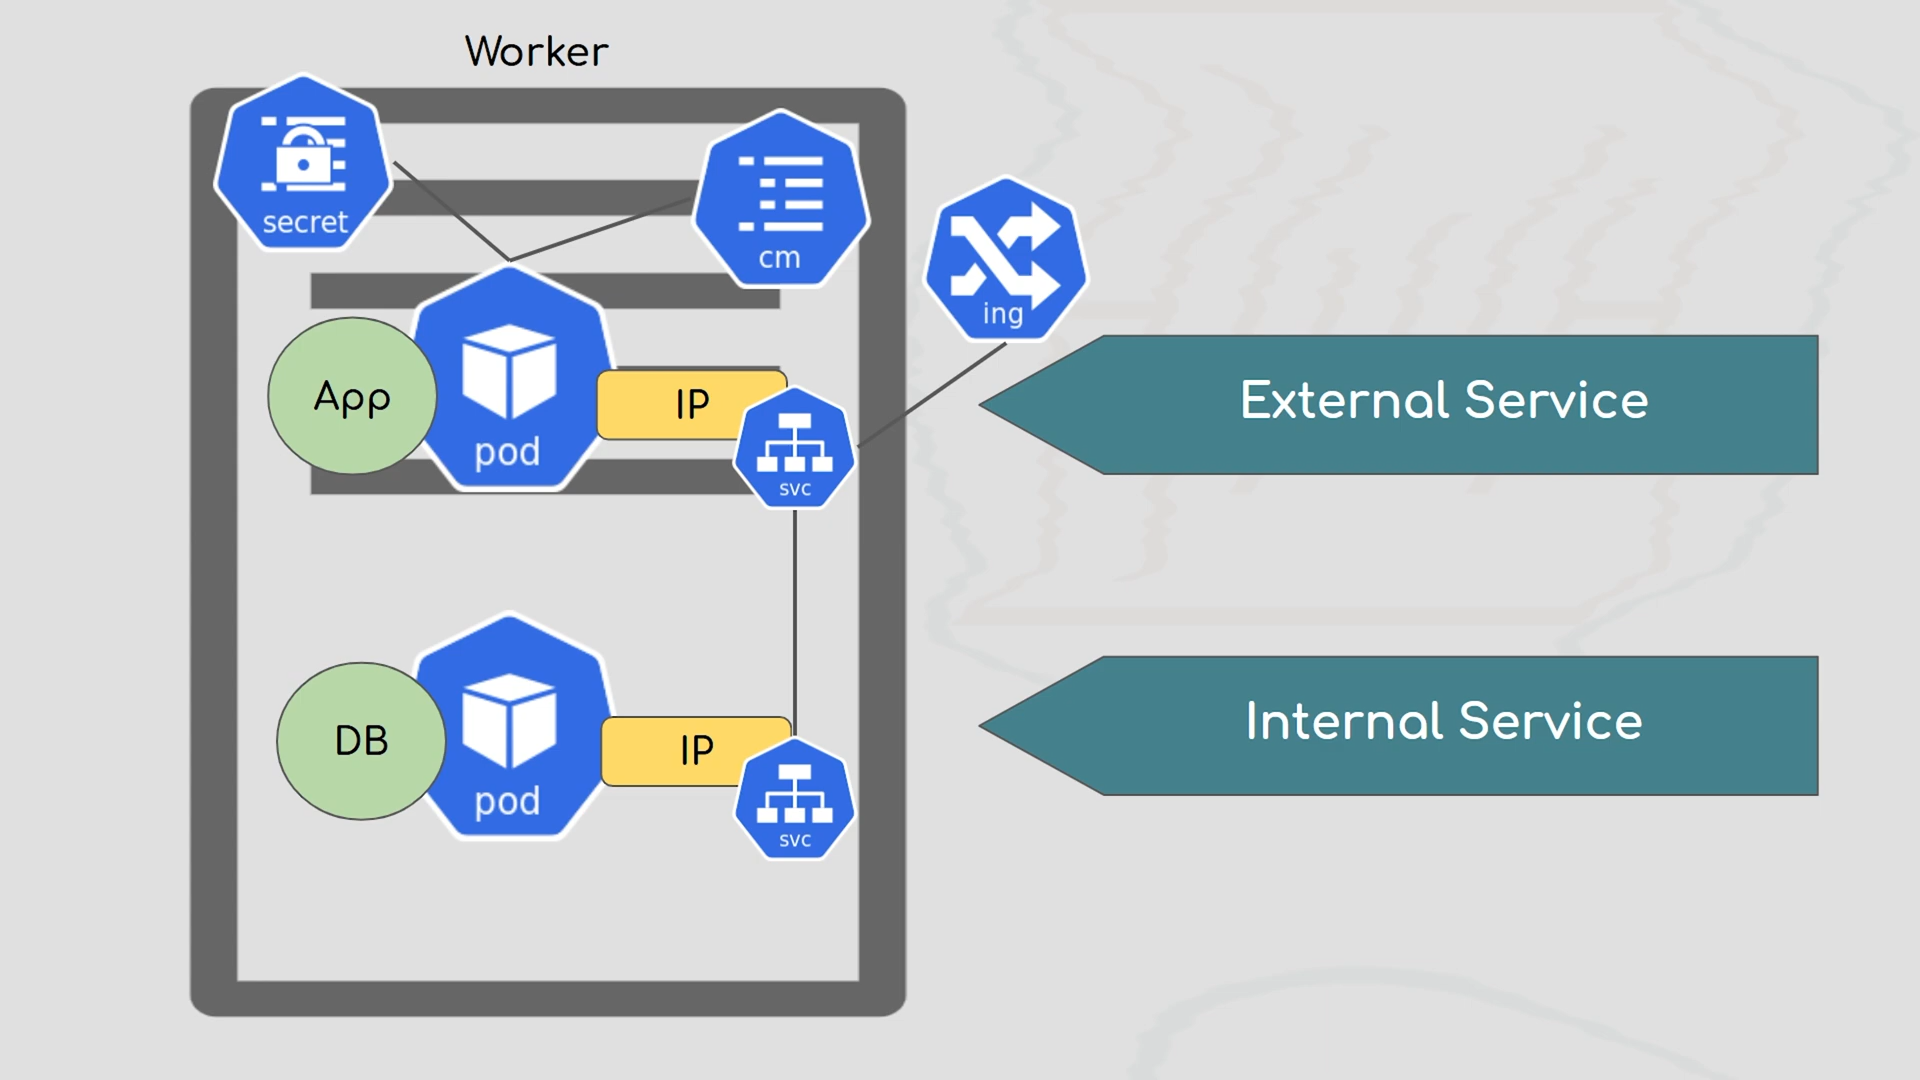 Worker
secret
cm
ing
App
pod
IP
svc
External Service
DB
pod
IP
svc
Internal Service